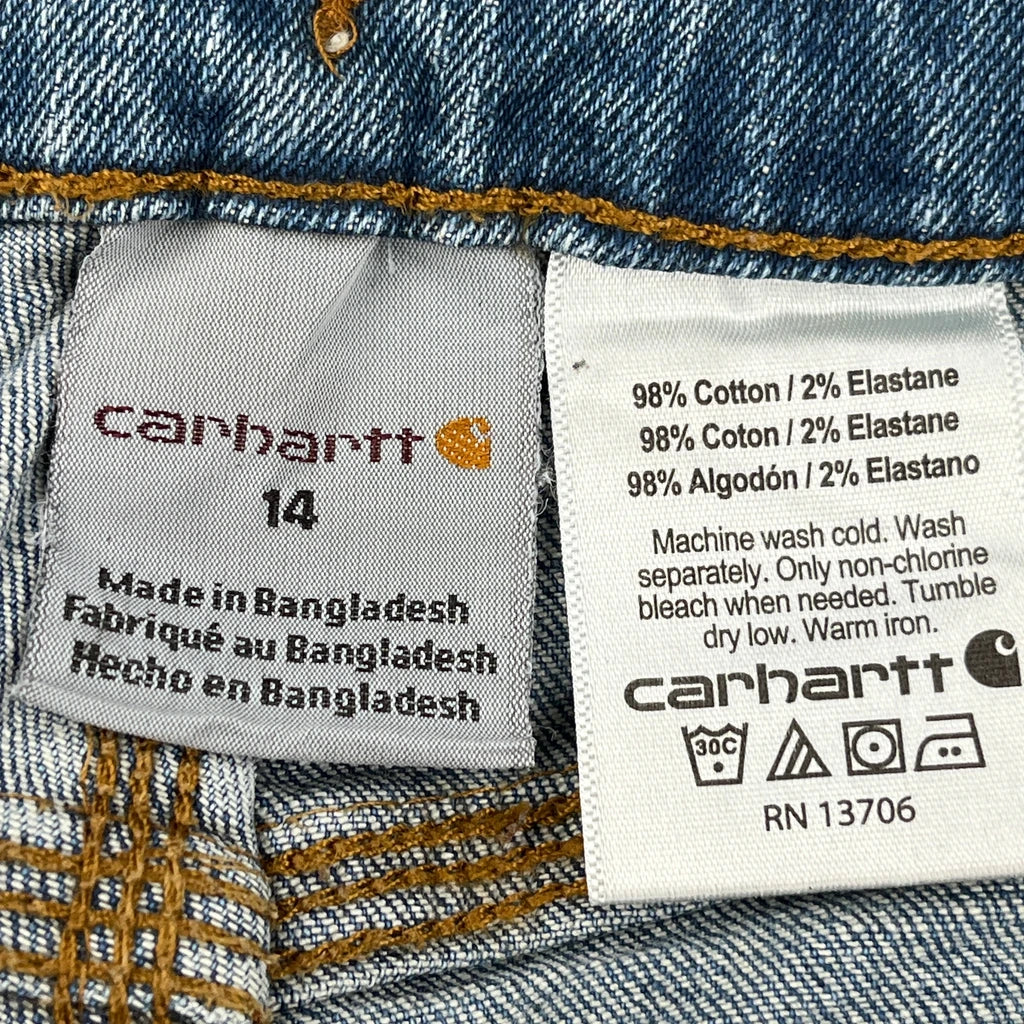 carhartt
14
Made in Bangladesh
Fabriqué au Bangladesh
Hecho en Bangladesh
98% Cotton / 2% Elastane
98% Coton / 2% Elastane
98% Algodón / 2% Elastano
Machine wash cold. Wash
separately. Only non-chlorine
bleach when needed. Tumble
dry low. Warm iron.
carhartt
30C
RN 13706